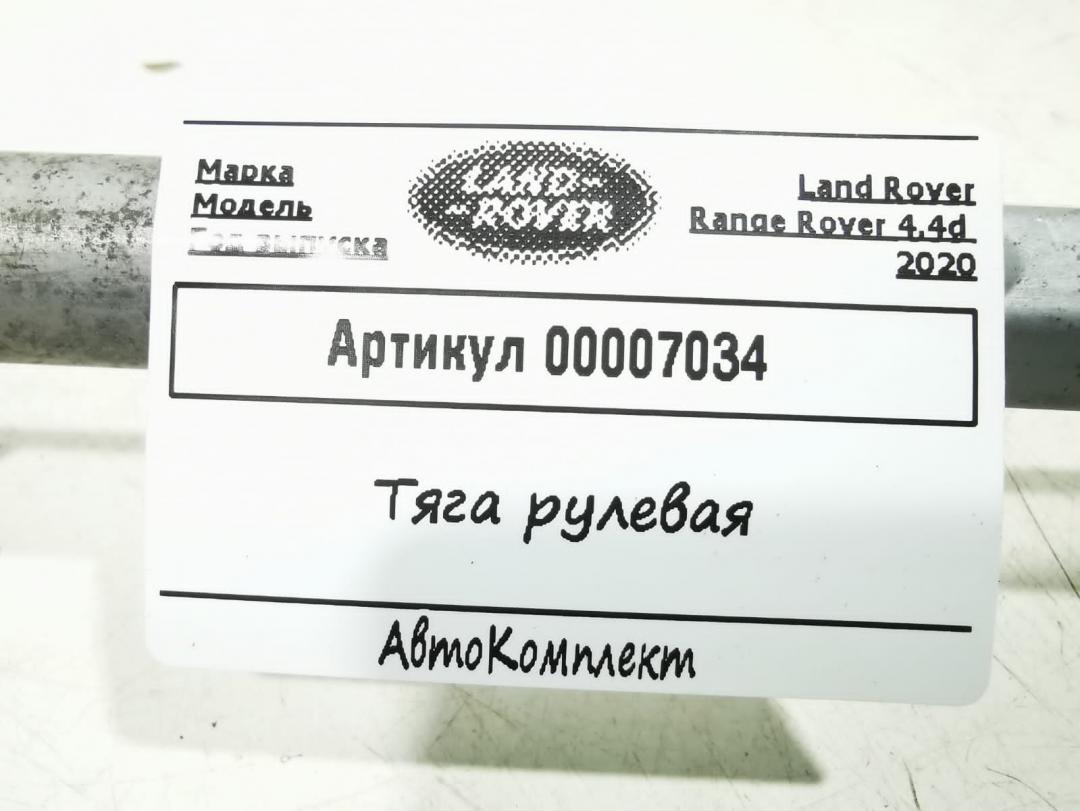 Марка
Модель
Год выпуска
LAND-
-ROVER
Land Rover
Range Rover 4.4d
2020
Артикул 00007034
Тяга рулевая
АвтоКомплект